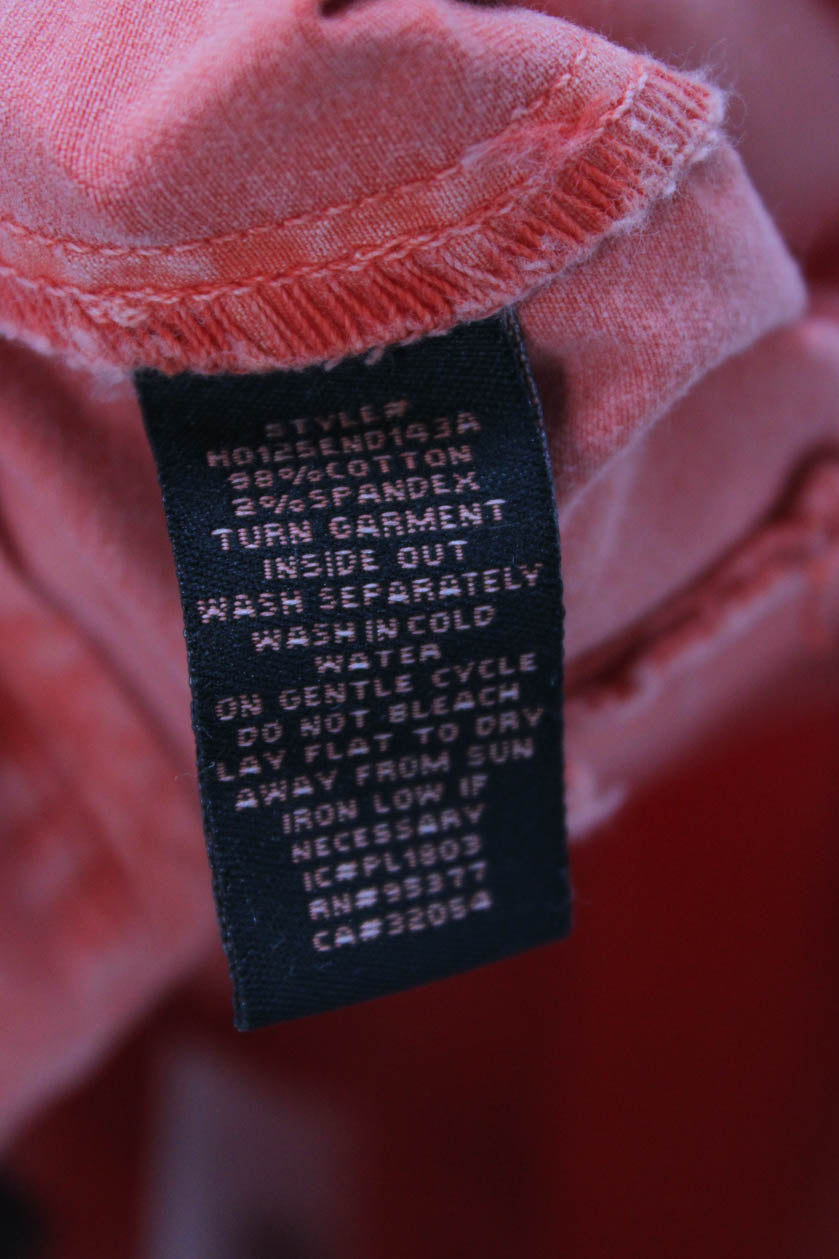 STYLE#
H012SEND143A
98%COTTON
2%SPANDEX
TURN GARMENT
INSIDE OUT
WASH SEPARATELY
WASH IN COLD
WATER
ON GENTLE CYCLE
DO NOT BLEACH
LAY FLAT TO DRY
AWAY FROM SUN
IRON LOW IF
NECESSARY
IC#PL1803
RN#95377
CA#32054